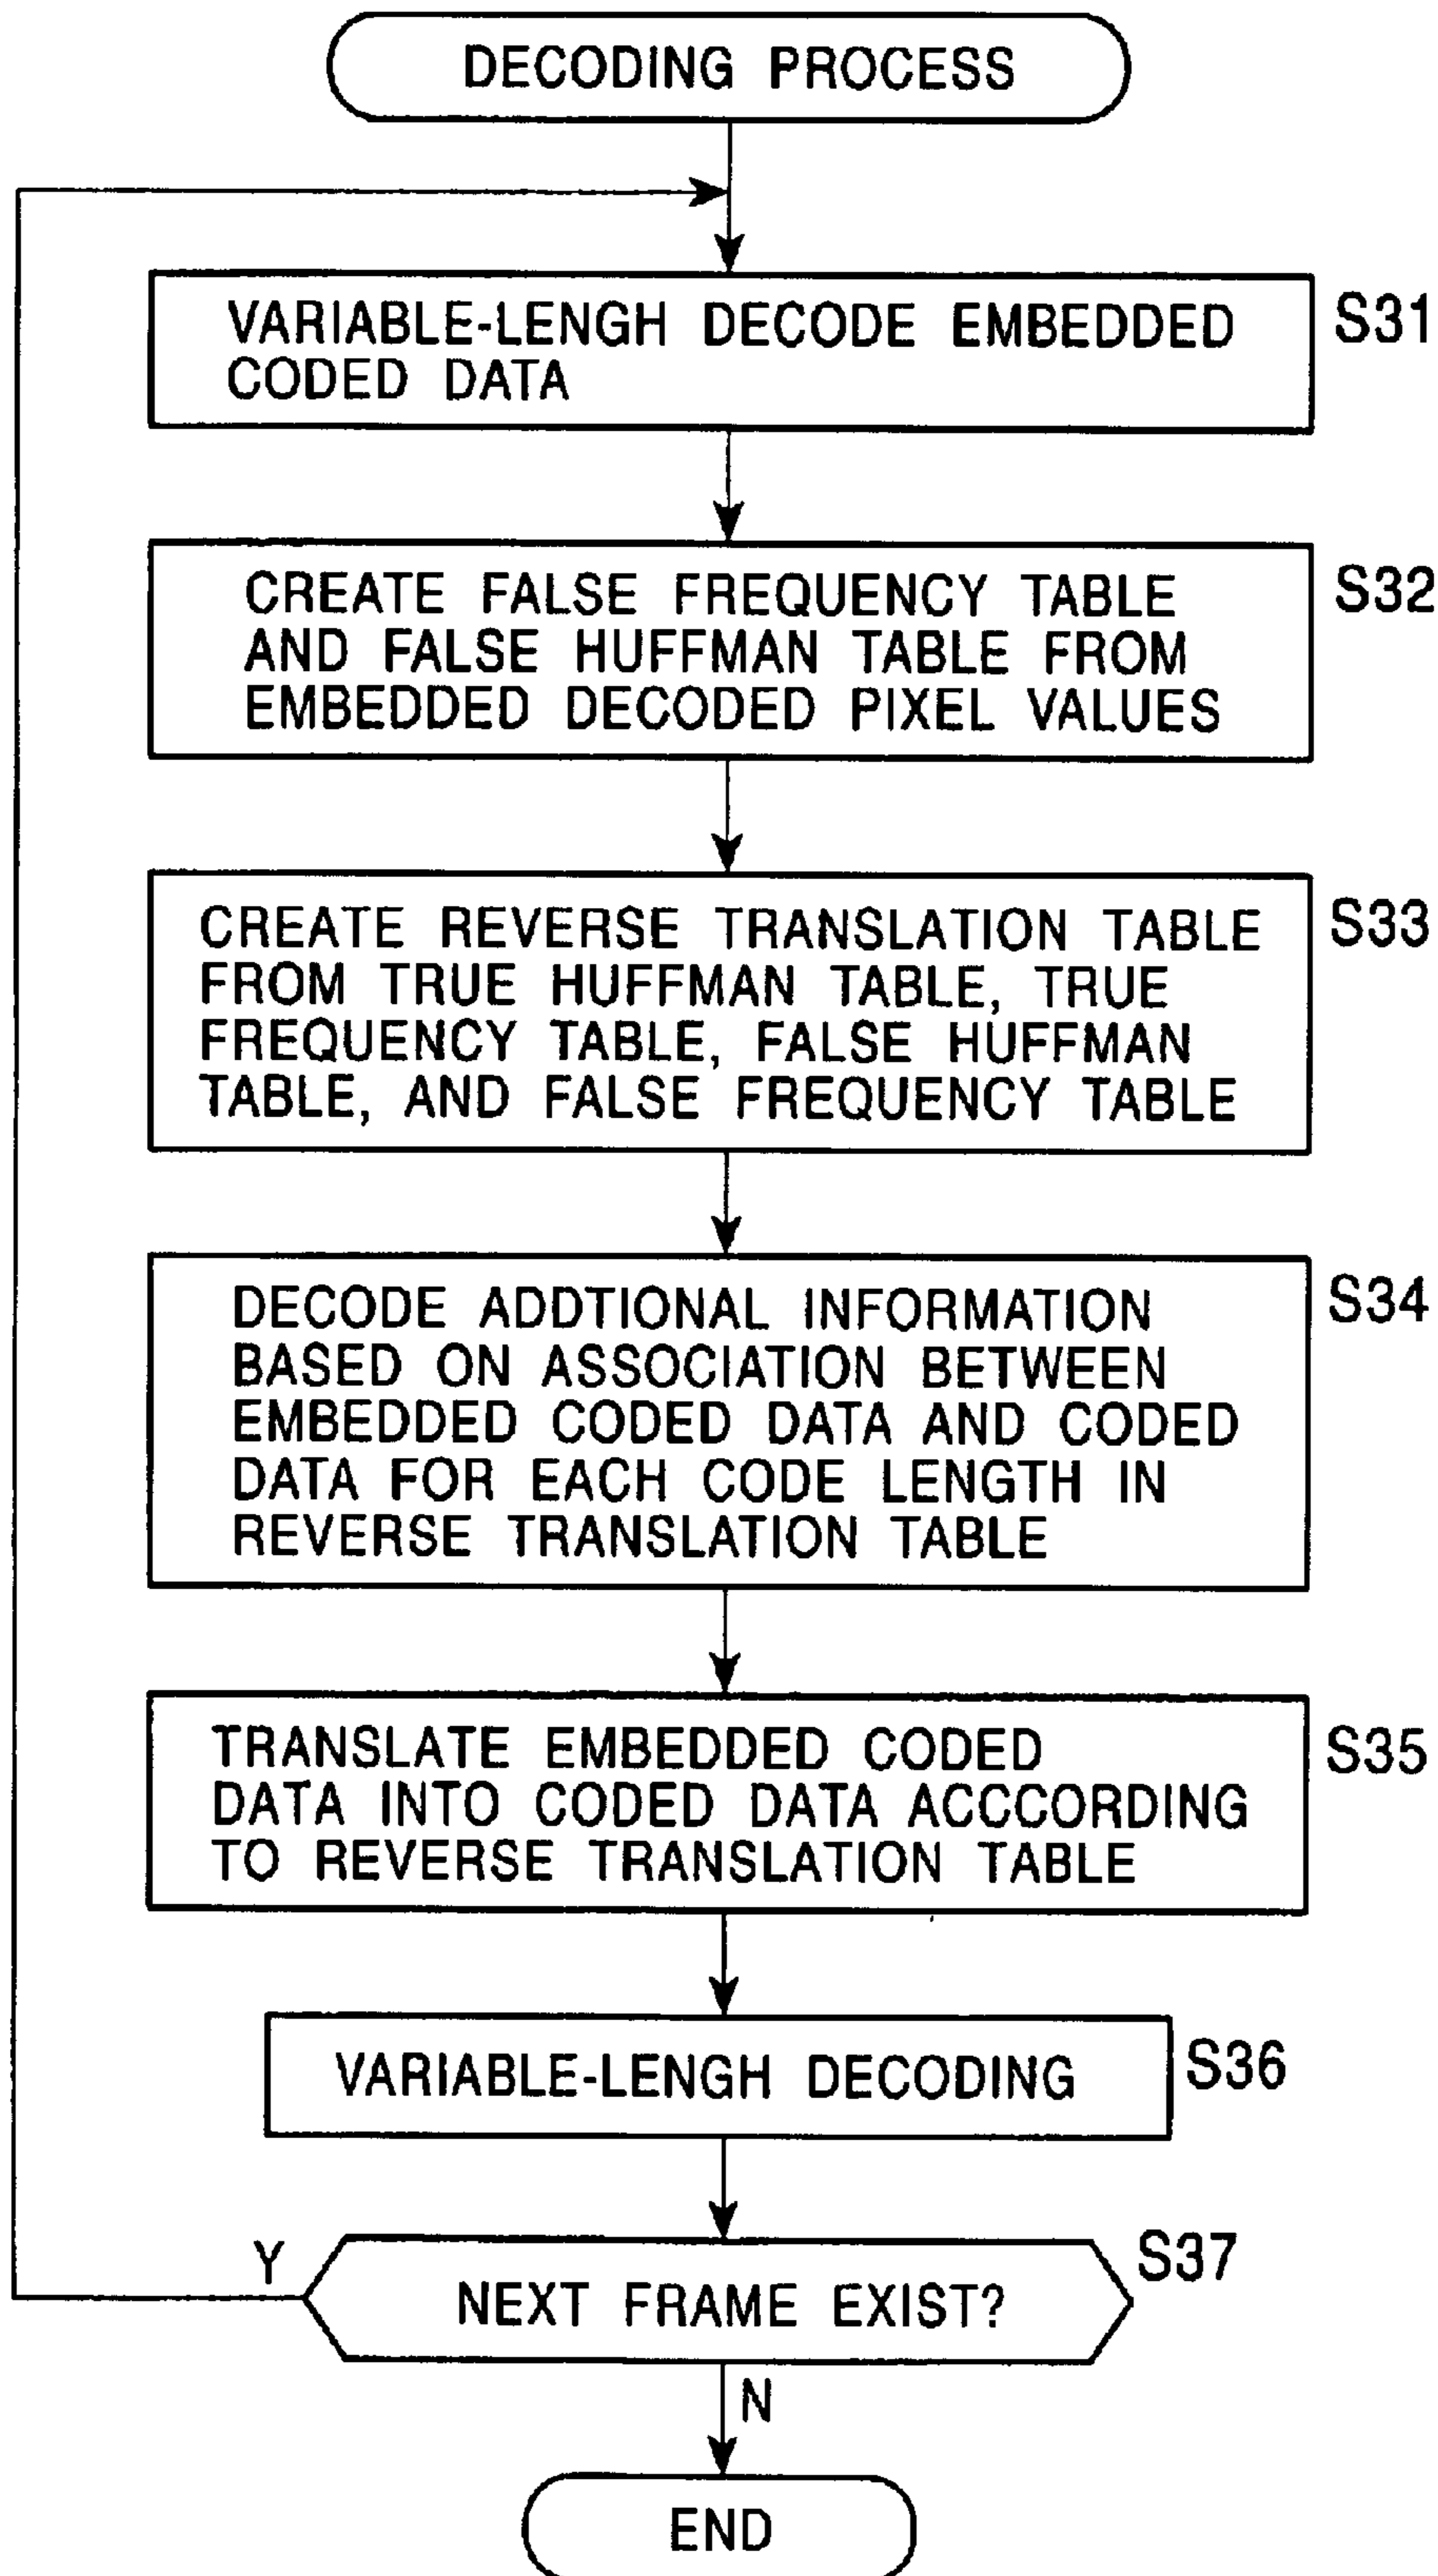 DECODING PROCESS
VARIABLE-LENGH DECODE EMBEDDED
CODED DATA
S31
CREATE FALSE FREQUENCY TABLE
AND FALSE HUFFMAN TABLE FROM
EMBEDDED DECODED PIXEL VALUES
S32
CREATE REVERSE TRANSLATION TABLE
FROM TRUE HUFFMAN TABLE, TRUE
FREQUENCY TABLE, FALSE HUFFMAN
TABLE, AND FALSE FREQUENCY TABLE
S33
DECODE ADDTIONAL INFORMATION
BASED ON ASSOCIATION BETWEEN
EMBEDDED CODED DATA AND CODED
DATA FOR EACH CODE LENGTH IN
REVERSE TRANSLATION TABLE
S34
TRANSLATE EMBEDDED CODED
DATA INTO CODED DATA ACCCORDING
TO REVERSE TRANSLATION TABLE
S35
VARIABLE-LENGH DECODING
S36
Y
NEXT FRAME EXIST?
S37
N
END